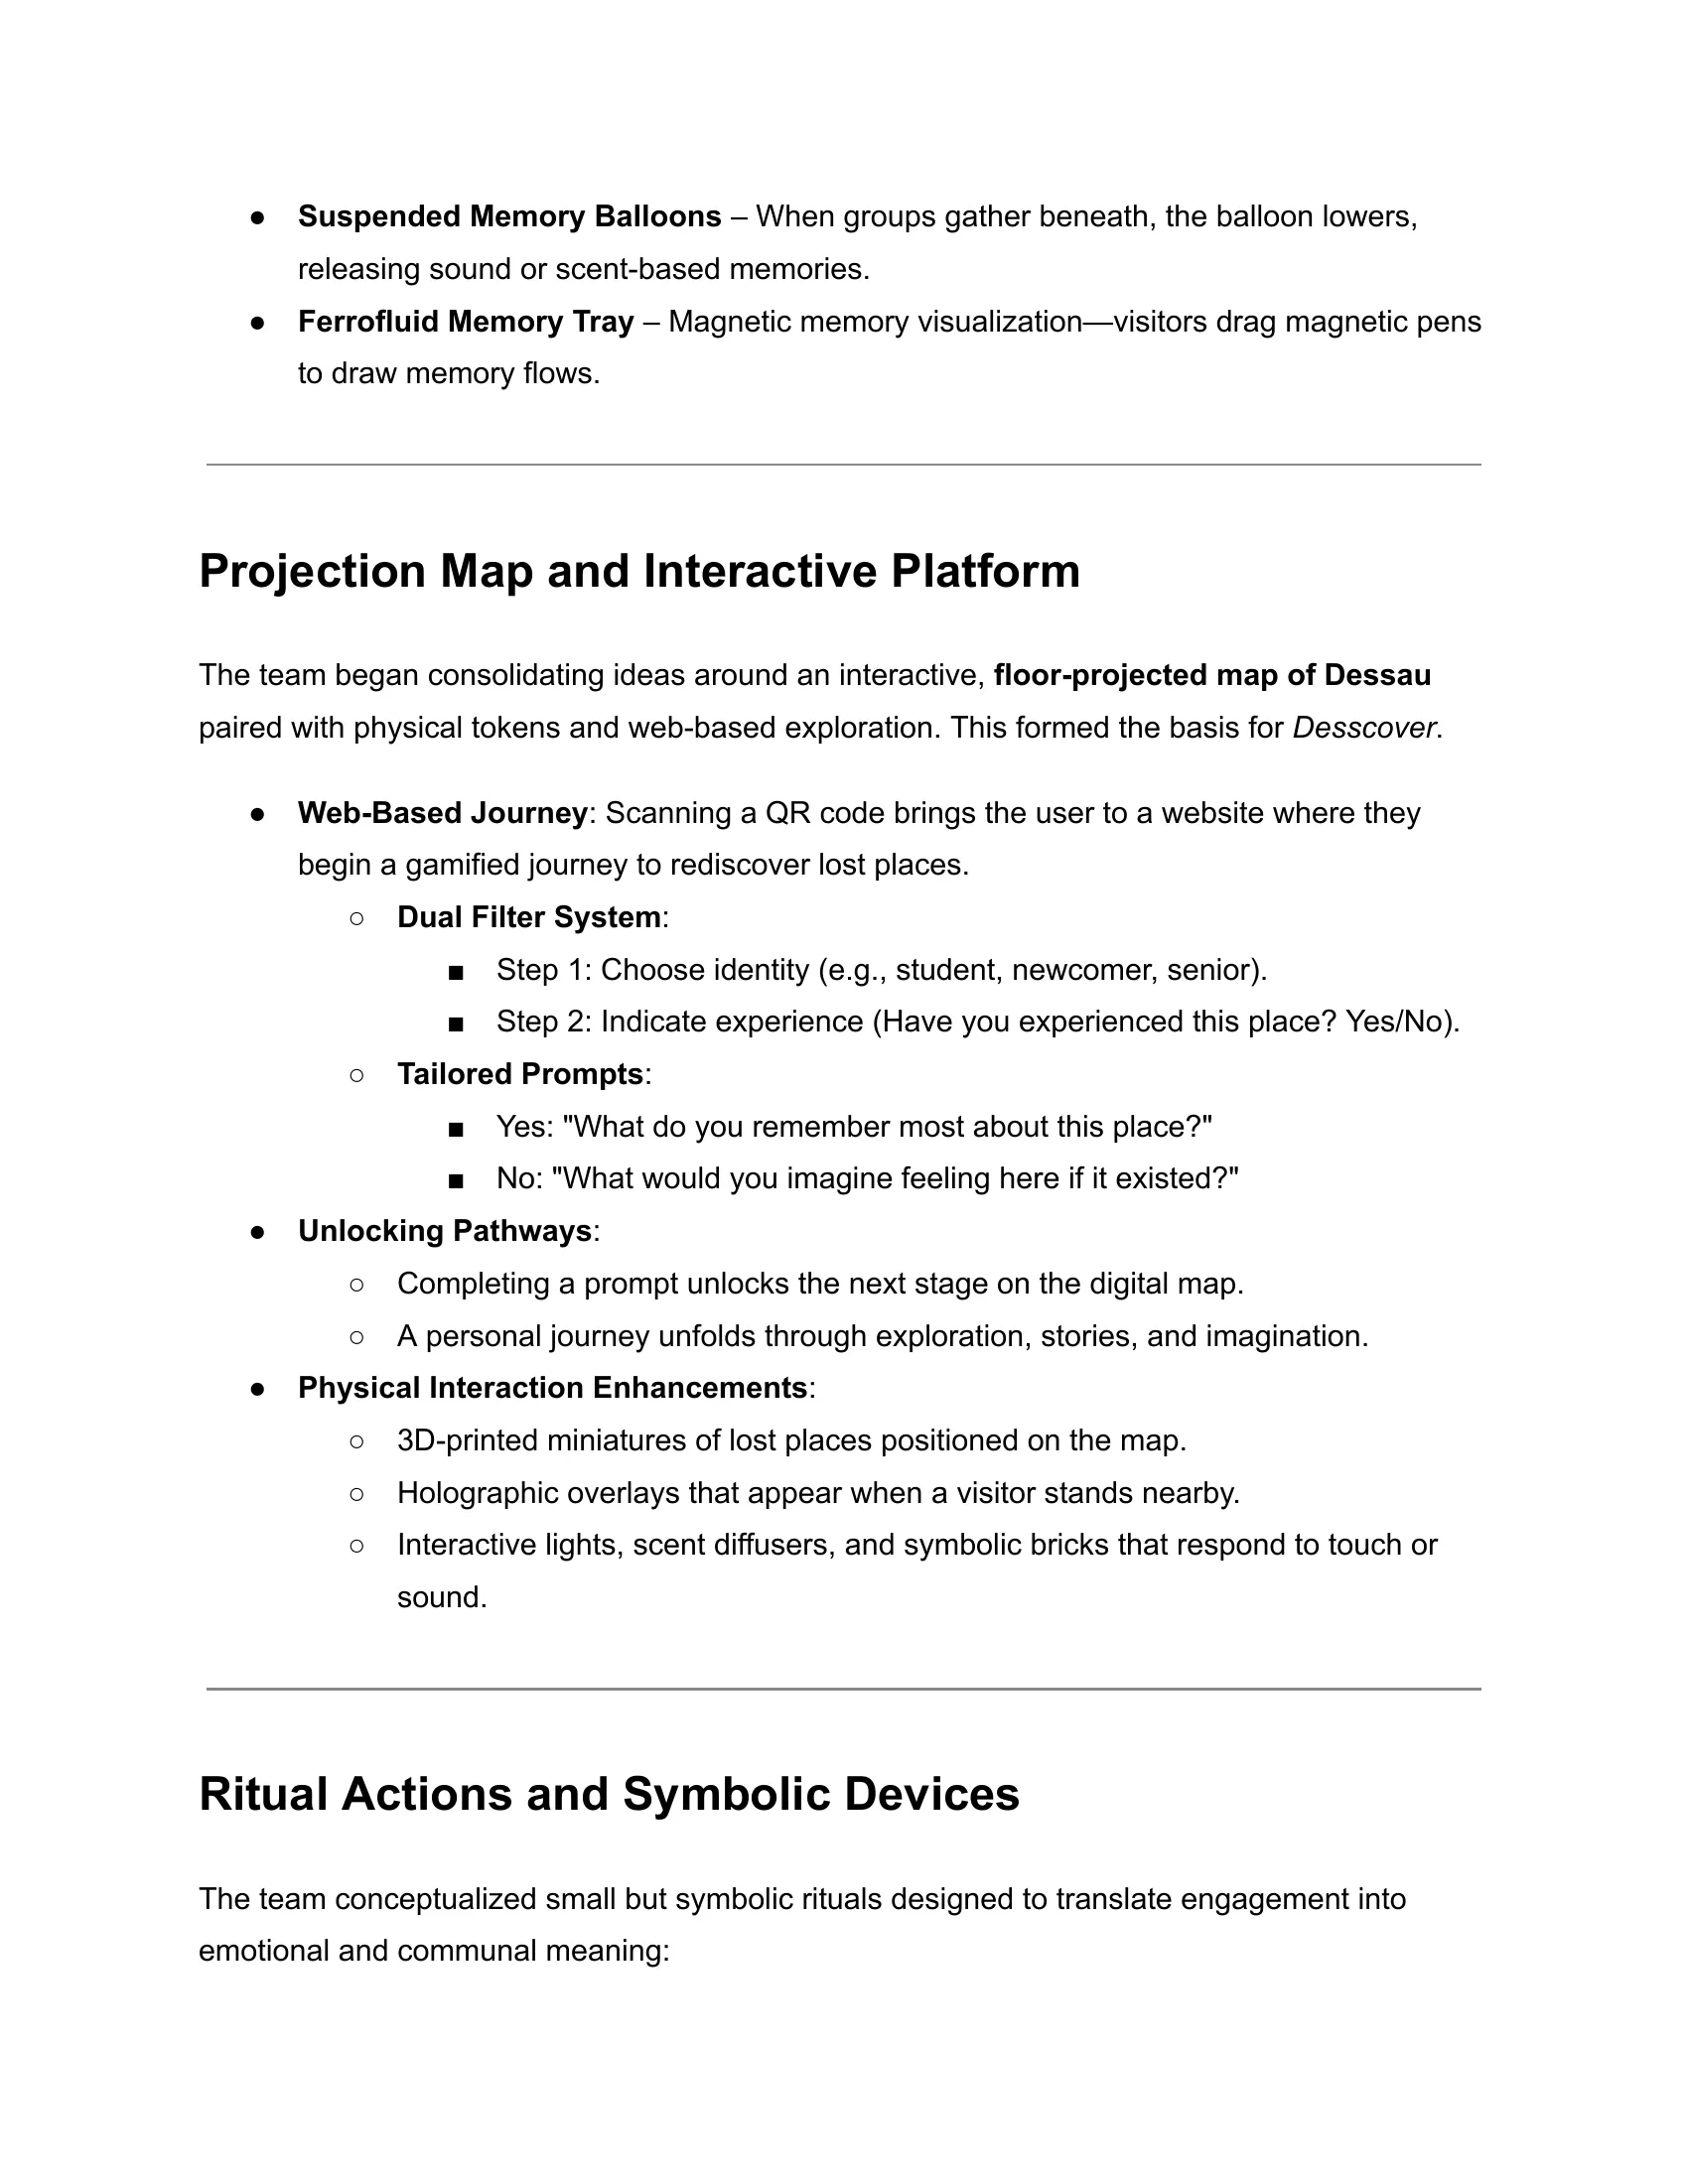 ● Suspended Memory Balloons – When groups gather beneath, the balloon lowers,
releasing sound or scent-based memories.
● Ferrofluid Memory Tray – Magnetic memory visualization—visitors drag magnetic pens
to draw memory flows.
Projection Map and Interactive Platform
The team began consolidating ideas around an interactive, floor-projected map of Dessau
paired with physical tokens and web-based exploration. This formed the basis for Desscover.
● Web-Based Journey: Scanning a QR code brings the user to a website where they
begin a gamified journey to rediscover lost places.
○ Dual Filter System:
■ Step 1: Choose identity (e.g., student, newcomer, senior).
■ Step 2: Indicate experience (Have you experienced this place? Yes/No).
○ Tailored Prompts:
■ Yes: "What do you remember most about this place?"
■ No: "What would you imagine feeling here if it existed?"
● Unlocking Pathways:
○ Completing a prompt unlocks the next stage on the digital map.
○ A personal journey unfolds through exploration, stories, and imagination.
● Physical Interaction Enhancements:
○ 3D-printed miniatures of lost places positioned on the map.
○ Holographic overlays that appear when a visitor stands nearby.
○ Interactive lights, scent diffusers, and symbolic bricks that respond to touch or
sound.
Ritual Actions and Symbolic Devices
The team conceptualized small but symbolic rituals designed to translate engagement into
emotional and communal meaning: